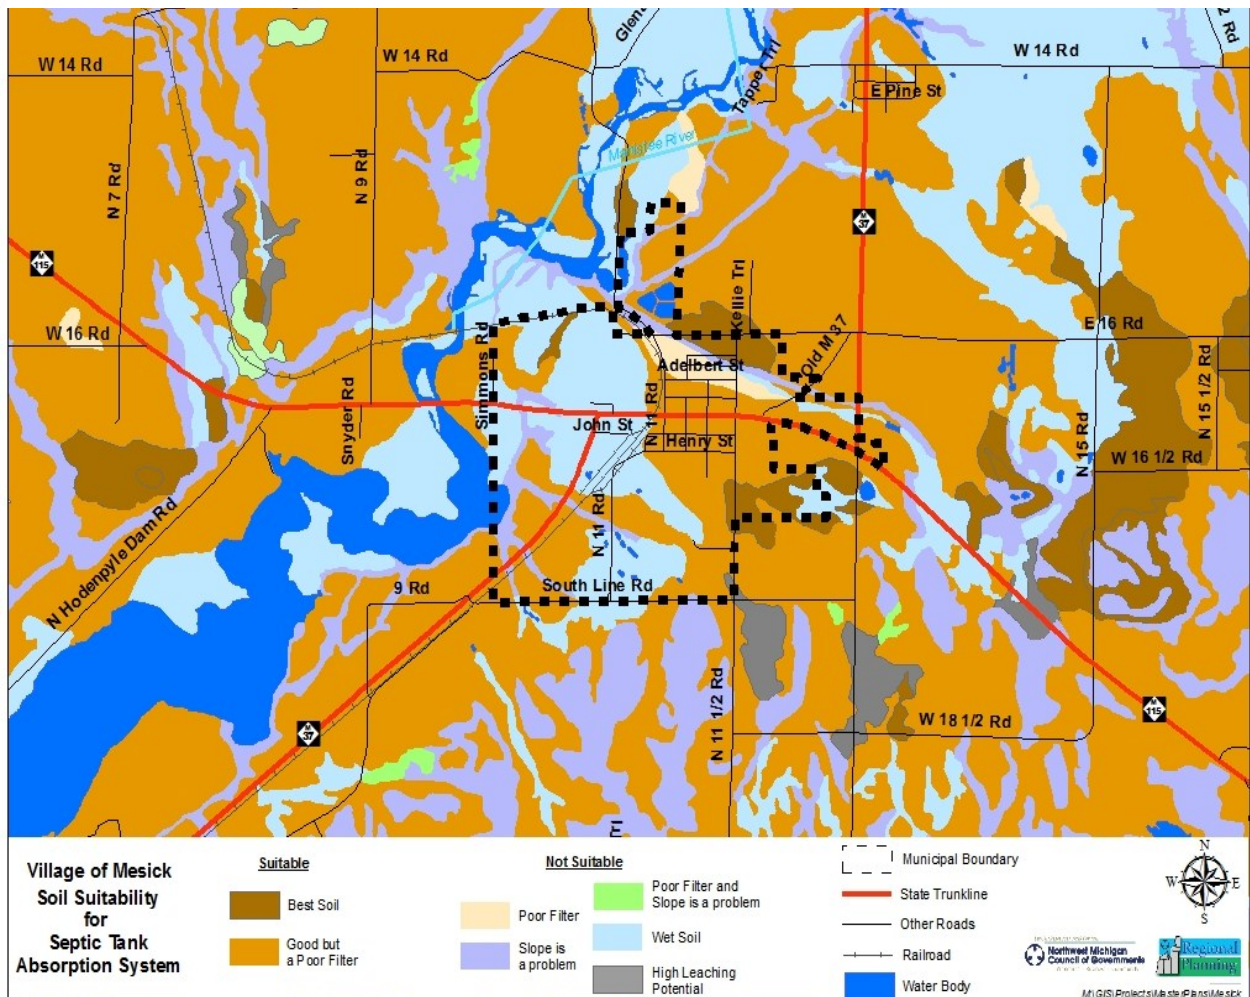 Glen
W 14 Rd
W 14 Rd
W 14 Rd
Tapper Trl
E Pine St
Manistee River
N 7 Rd
N 9 Rd
M
37
M
115
W 16 Rd
Simmons Rd
Kellie Trl
Old M 37
E 16 Rd
Adelbert St
Snyder Rd
N 11 Rd
John St
Henry St
N 15 Rd
N 15 1/2 Rd
W 16 1/2 Rd
N Hodenpyle Dam Rd
N 11 Rd
9 Rd
South Line Rd
N 11 1/2 Rd
W 18 1/2 Rd
M
37
M
115
Trl
Village of Mesick
Soil Suitability
for
Septic Tank
Absorption System
Suitable
Best Soil
Good but
a Poor Filter
Not Suitable
Poor Filter
Slope is
a problem
Poor Filter and
Slope is a problem
Wet Soil
High Leaching
Potential
Municipal Boundary
State Trunkline
Other Roads
Railroad
Water Body
N
W
E
S
Northwest Michigan
Council of Governments
Regional
Planning
M:\GIS\Projects\MasterPlans\Mesick